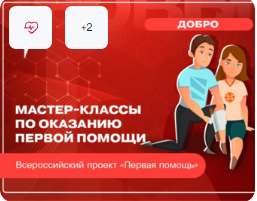 +2
ДОБРО
МАСТЕР-КЛАССЫ
ПО ОКАЗАНИЮ
ПЕРВОЙ ПОМОЩИ
Всероссийский проект «Первая помощь»